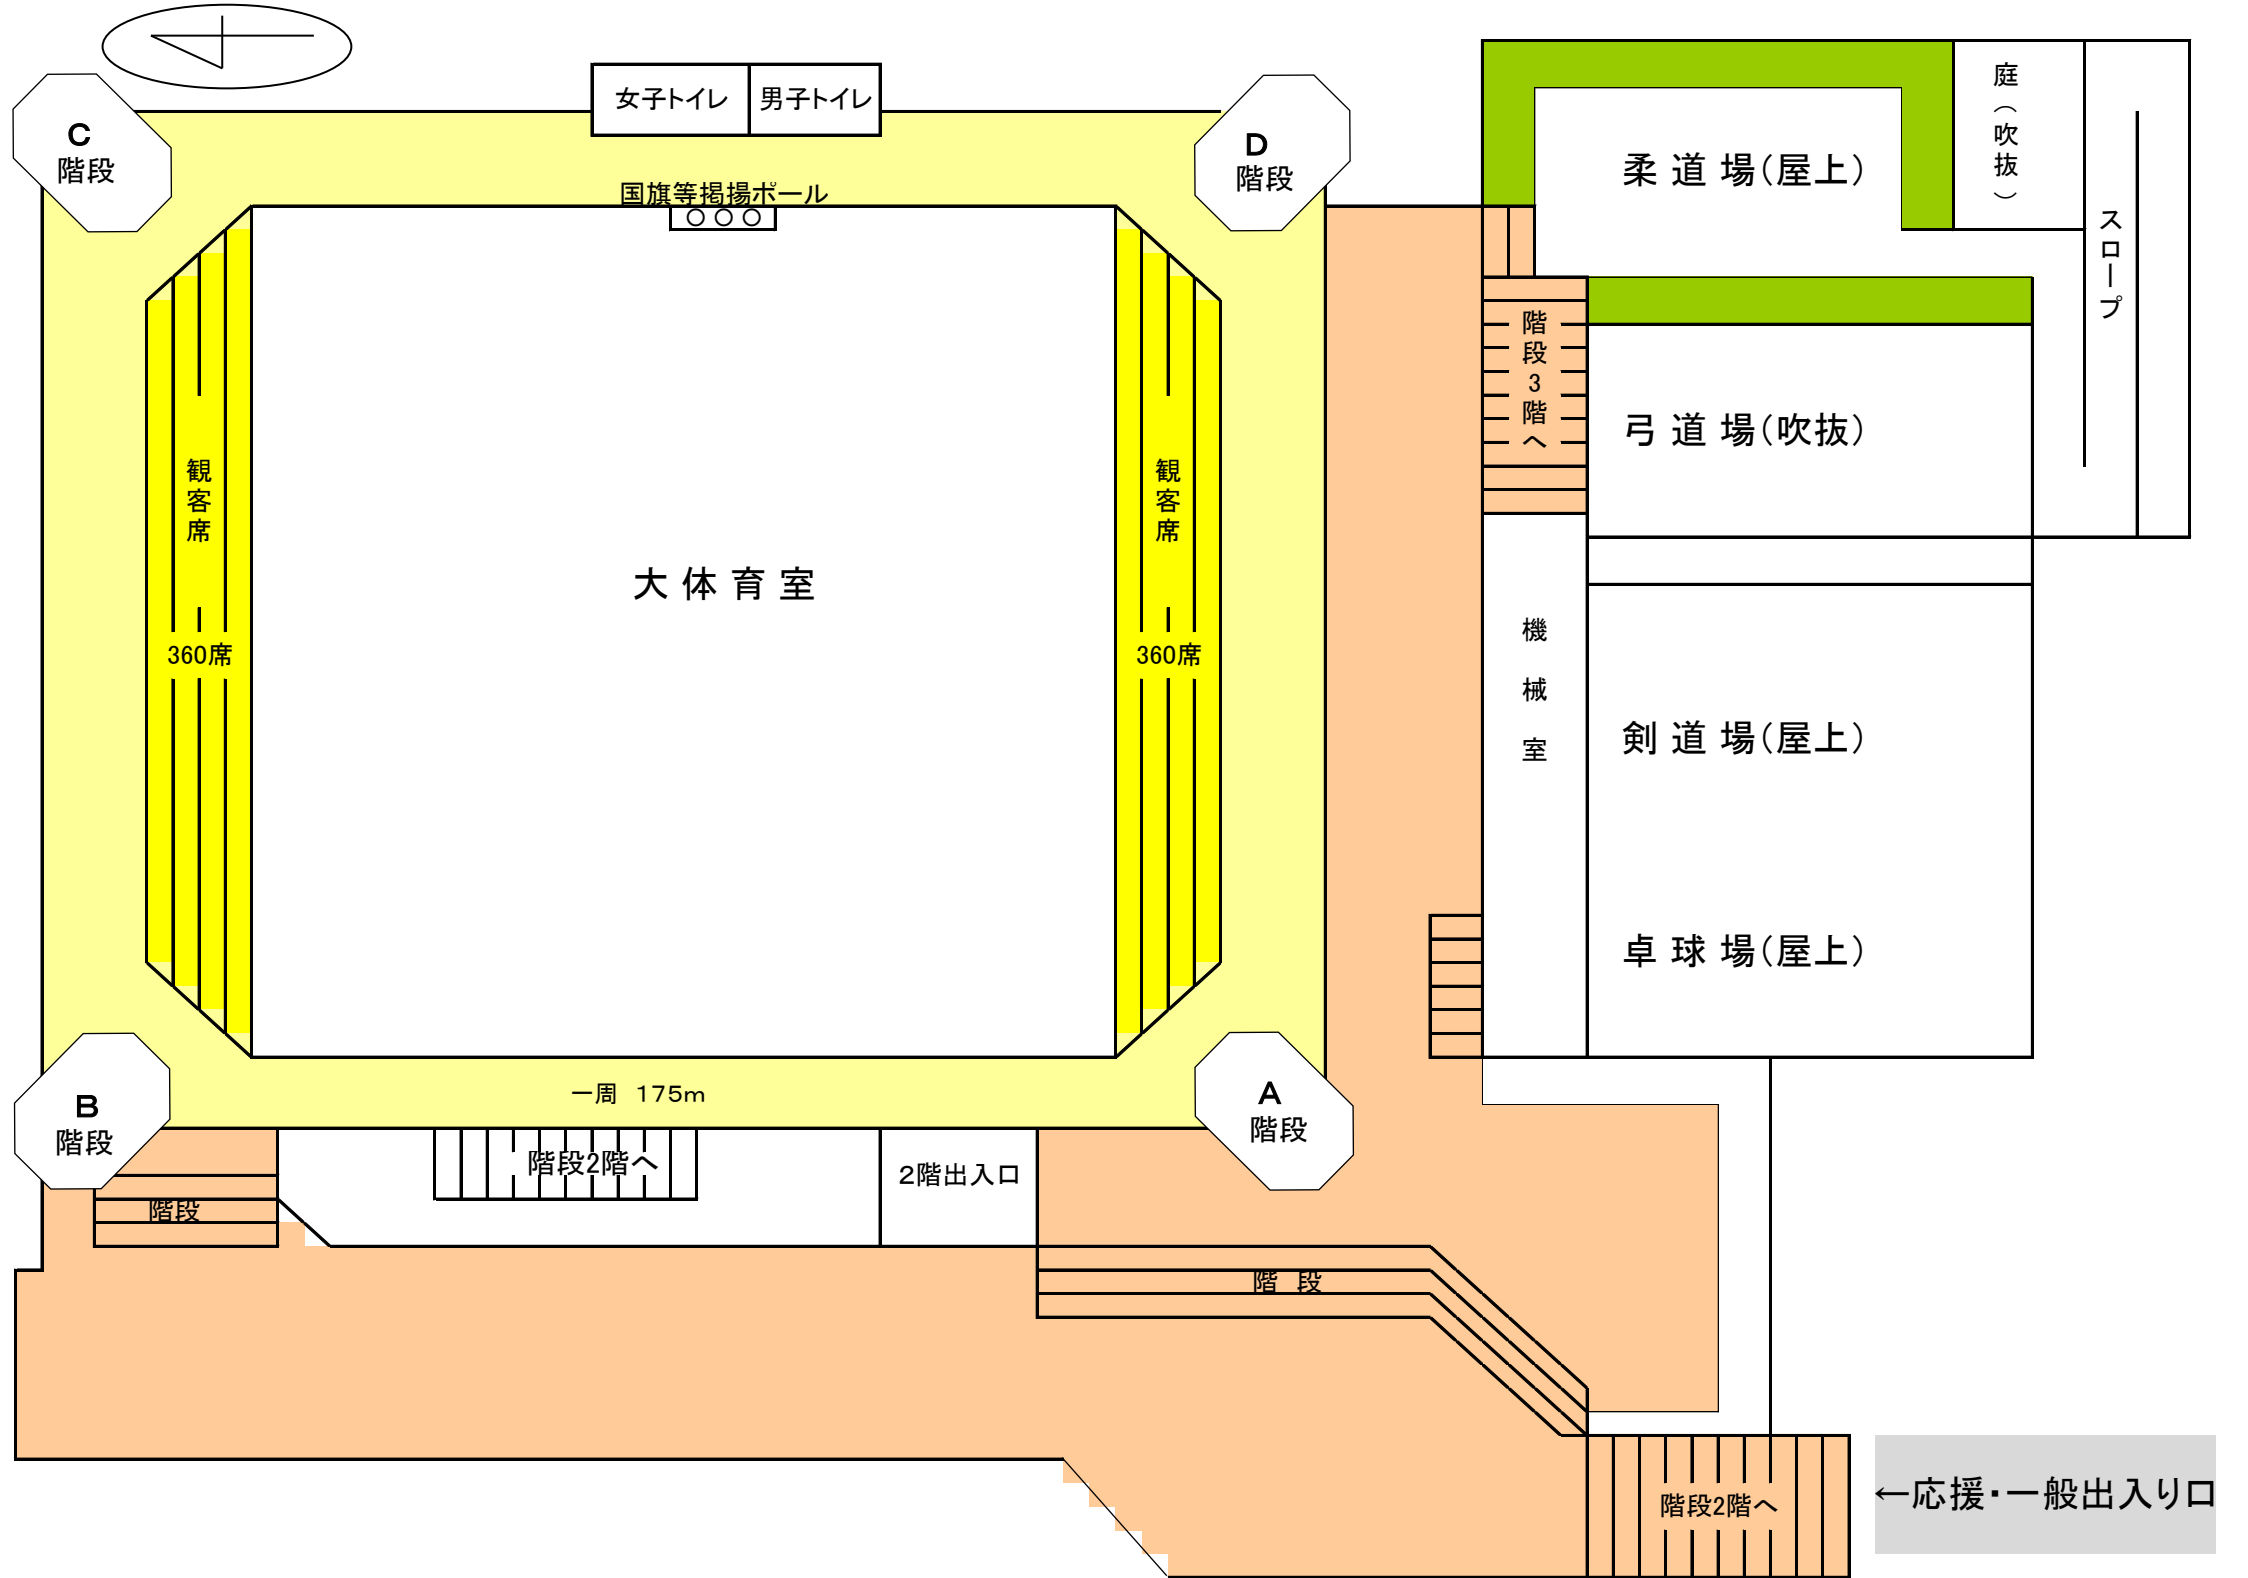 女子トイレ
男子トイレ
C
階段
D
階段
国旗等掲揚ポール
庭（吹抜）
柔道場（屋上）
スロープ
階段3階へ
弓道場（吹抜）
観客席
360席
大体育室
観客席
360席
機械室
剣道場（屋上）
卓球場（屋上）
一周　175m
B
階段
A
階段
階段2階へ
2階出入口
階段
階　段
階段2階へ
←応援・一般出入り口